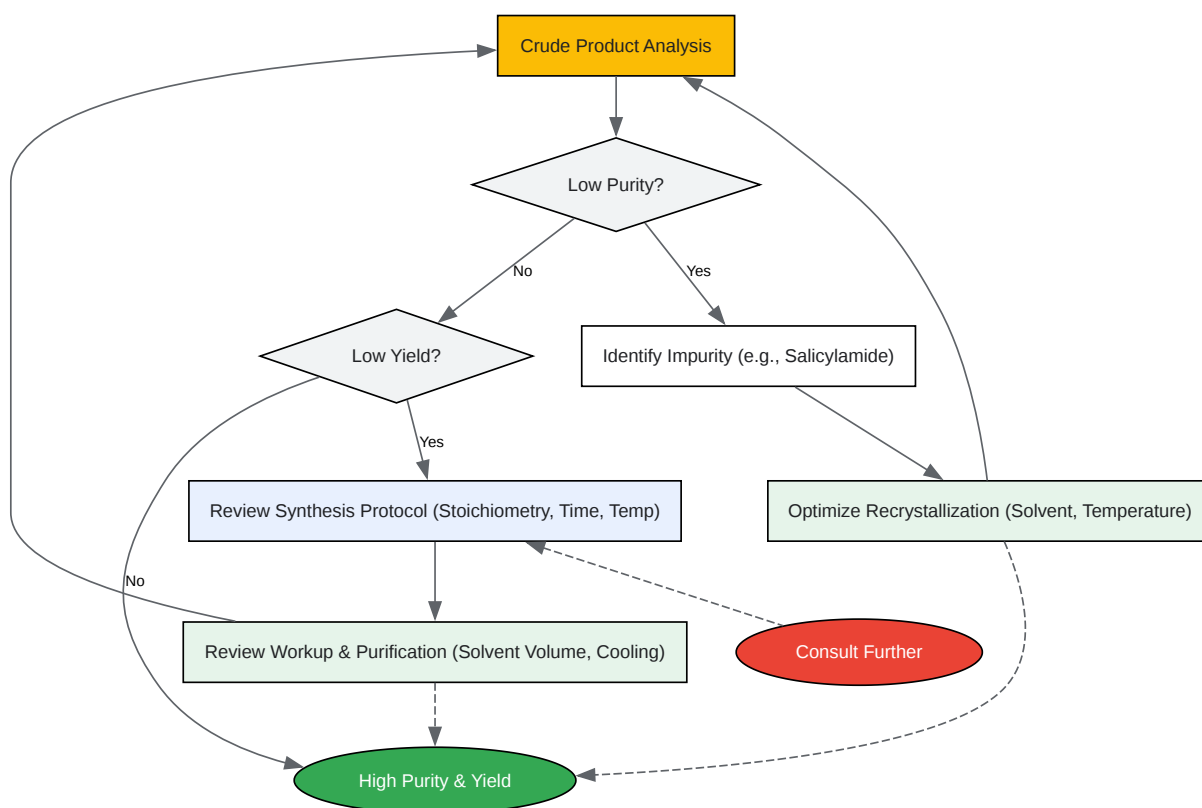 Crude Product Analysis
Low Purity?
No
Yes
Low Yield?
Identify Impurity (e.g., Salicylamide)
Yes
Review Synthesis Protocol (Stoichiometry, Time, Temp)
Optimize Recrystallization (Solvent, Temperature)
No
Review Workup & Purification (Solvent Volume, Cooling)
Consult Further
High Purity & Yield